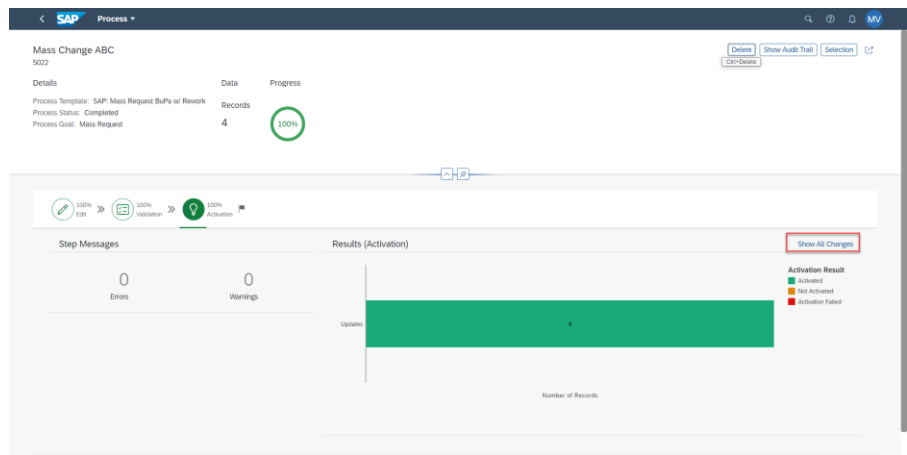 SAP Process
MV
Mass Change ABC
5022
Delete Show Audit Trail Selection
Ctrl+Delete
Details Data Progress
Process Template: SAP: Mass Request BuPa w/ Rework
Process Status: Completed
Process Goal: Mass Request
Records
4
100%
100%
Edit
100%
Validation
100%
Activation
Step Messages
0
Errors
0
Warnings
Results (Activation)
Show All Changes
Updates
4
Number of Records
Activation Result
Activated
Not Activated
Activation Failed